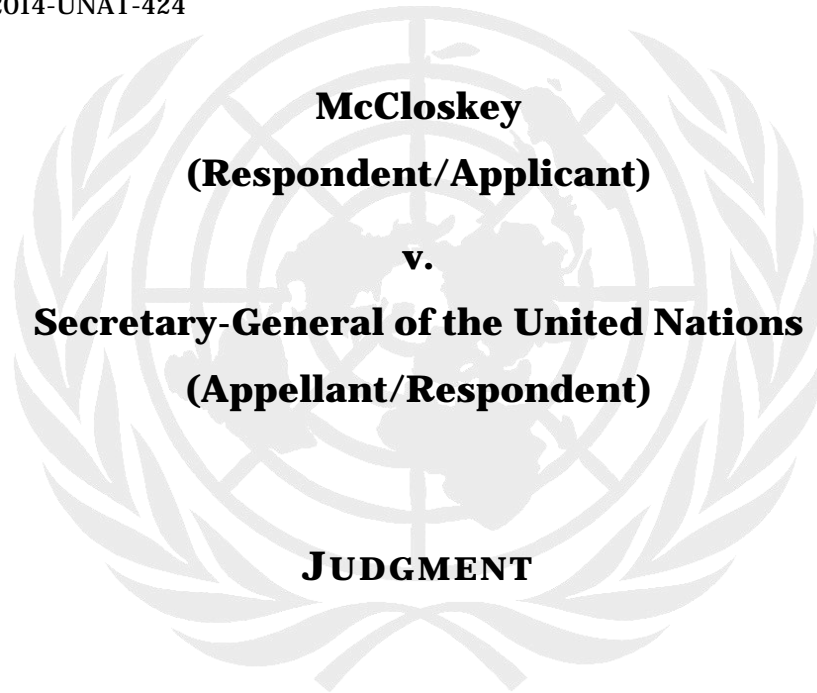 2014-UNAT-424
McCloskey
(Respondent/Applicant)
v.
Secretary-General of the United Nations
(Appellant/Respondent)
JUDGMENT